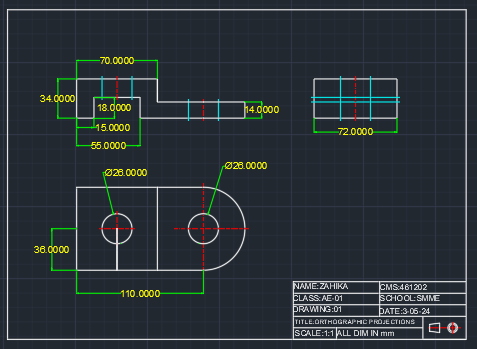 70.0000
34.0000
18.0000
14.0000
15.0000
55.0000
72.0000
Ø26.0000
Ø26.0000
36.0000
110.0000
NAME:ZAHIKA CMS:461202
CLASS:AE-01 SCHOOL:SMME
DRAWING:01 DATE:3-05-24
TITLE:ORTHOGRAPHIC PROJECTIONS
SCALE:1:1 ALL DIM IN mm